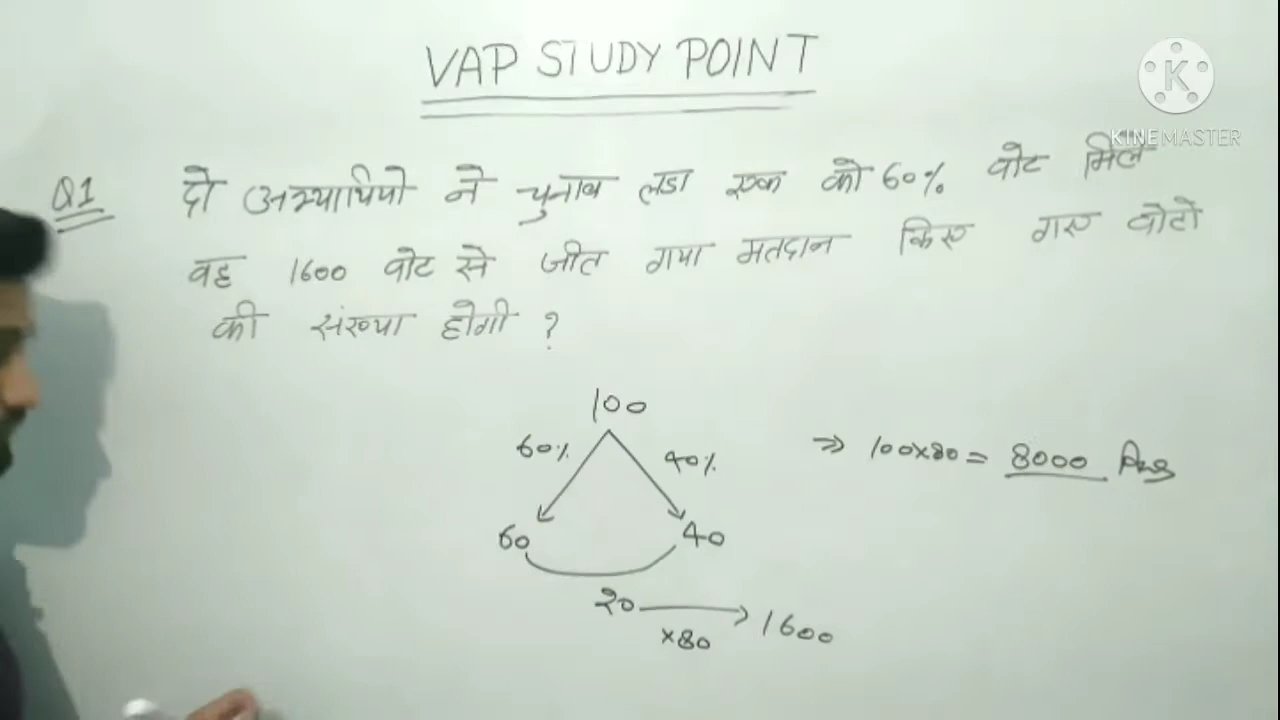 VAP STUDY POINT
KINEMASTER
Q1 दो अभ्यार्थियो ने चुनाव लडा एक को 60% वोट मिले
वह 1600 वोट से जीत गया मतदान किए गए वोटो
की संख्या होगी ?
100
60% 40%
⇒ 100×80 = 8000 Ans
60 40
20 → 1600
×80